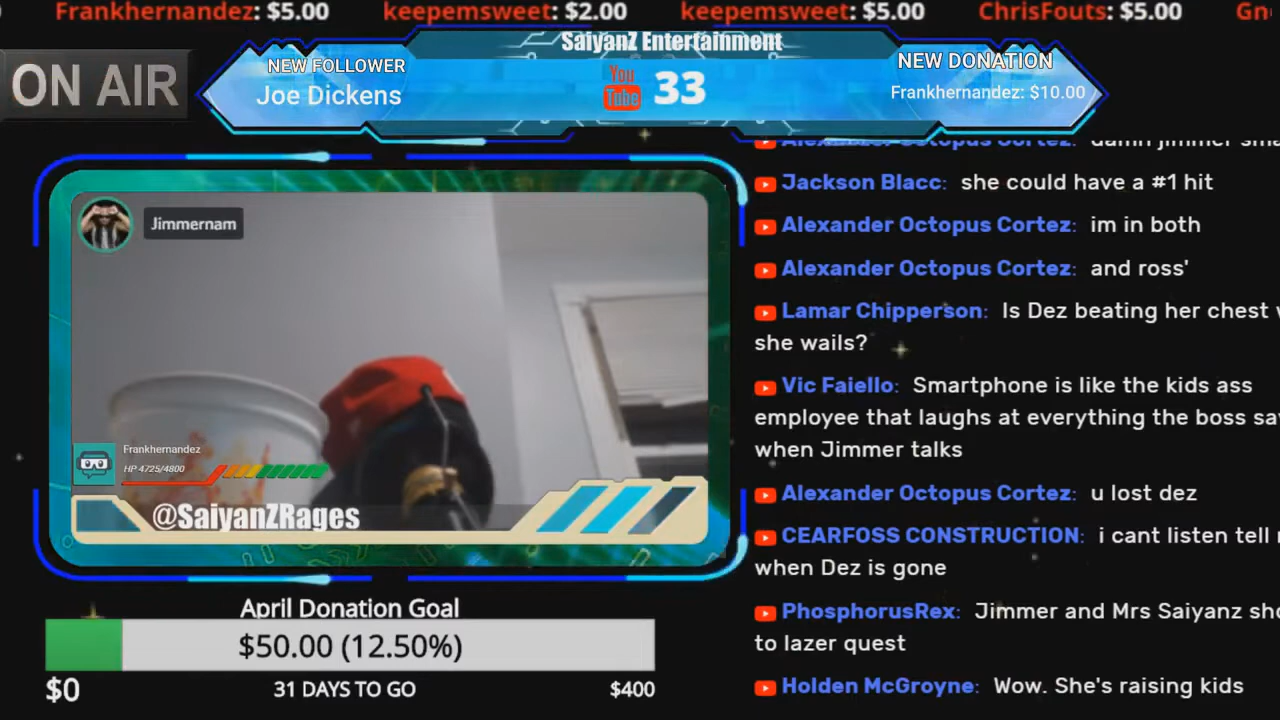 Frankhernandez: $5.00 keepemsweet: $2.00 keepemsweet: $5.00 ChrisFouts: $5.00 Gn
ON AIR
SaiyanZ Entertainment
NEW FOLLOWER
Joe Dickens
You Tube 33
NEW DONATION
Frankhernandez: $10.00
Jimmernam
Frankhernandez
HP 4725/4800
@SaiyanZRages
April Donation Goal
$50.00 (12.50%)
$0 31 DAYS TO GO $400
Alexander Octopus Cortez: damn jimmer
Jackson Blacc: she could have a #1 hit
Alexander Octopus Cortez: im in both
Alexander Octopus Cortez: and ross'
Lamar Chipperson: Is Dez beating her chest
she wails?
Vic Faiello: Smartphone is like the kids ass
employee that laughs at everything the boss
when Jimmer talks
Alexander Octopus Cortez: u lost dez
CEARFOSS CONSTRUCTION: i cant listen tell
when Dez is gone
PhosphorusRex: Jimmer and Mrs Saiyanz
to lazer quest
Holden McGroyne: Wow. She's raising kids